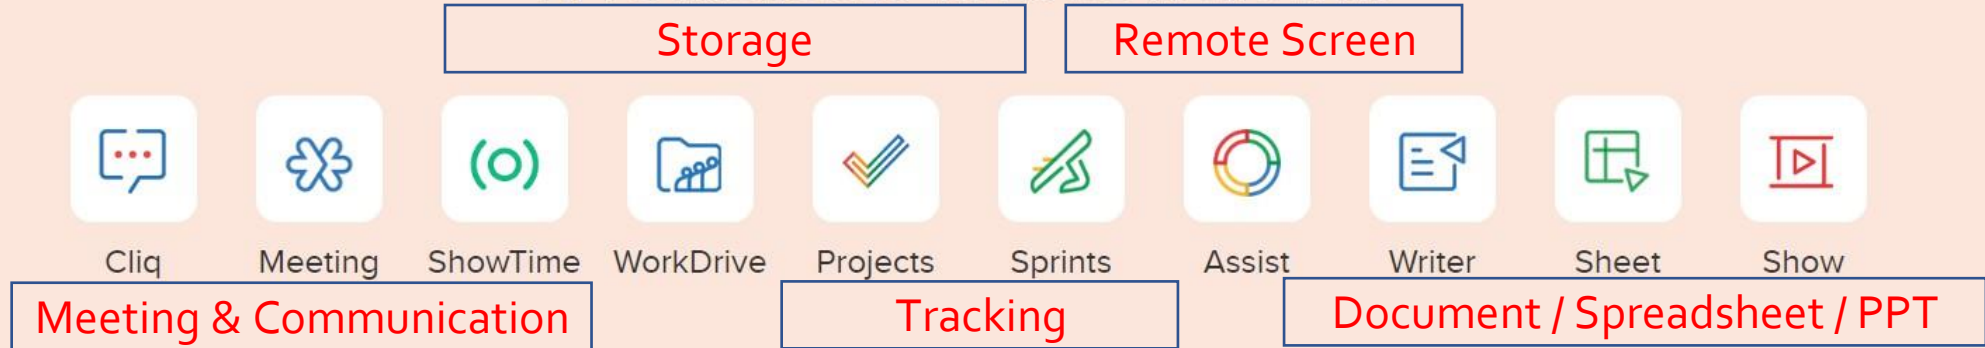 Storage
Remote Screen
Cliq
Meeting
ShowTime
WorkDrive
Projects
Sprints
Assist
Writer
Sheet
Show
Meeting & Communication
Tracking
Document / Spreadsheet / PPT